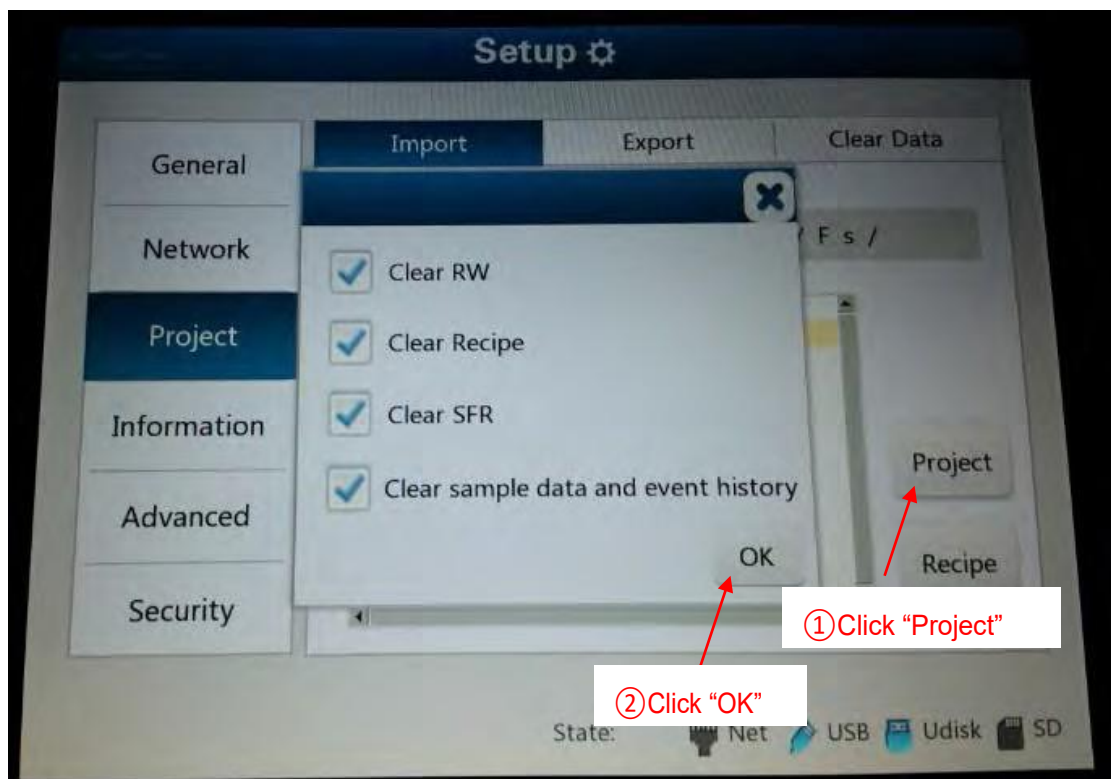 Setup
Import
Export
Clear Data
General
Network
Project
Information
Advanced
Security
/ F s /
Clear RW
Clear Recipe
Clear SFR
Clear sample data and event history
OK
Project
Recipe
①Click “Project”
②Click “OK”
State:
Net
USB
Udisk
SD